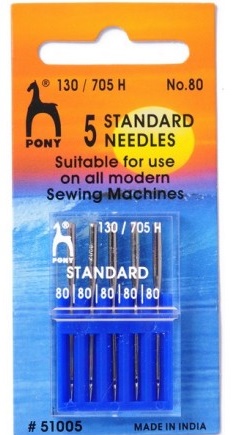 130 / 705 H No.80
PONY
5 STANDARD NEEDLES
Suitable for use
on all modern
Sewing Machines
130 / 705 H
STANDARD
80 80 80 80 80
# 51005
MADE IN INDIA